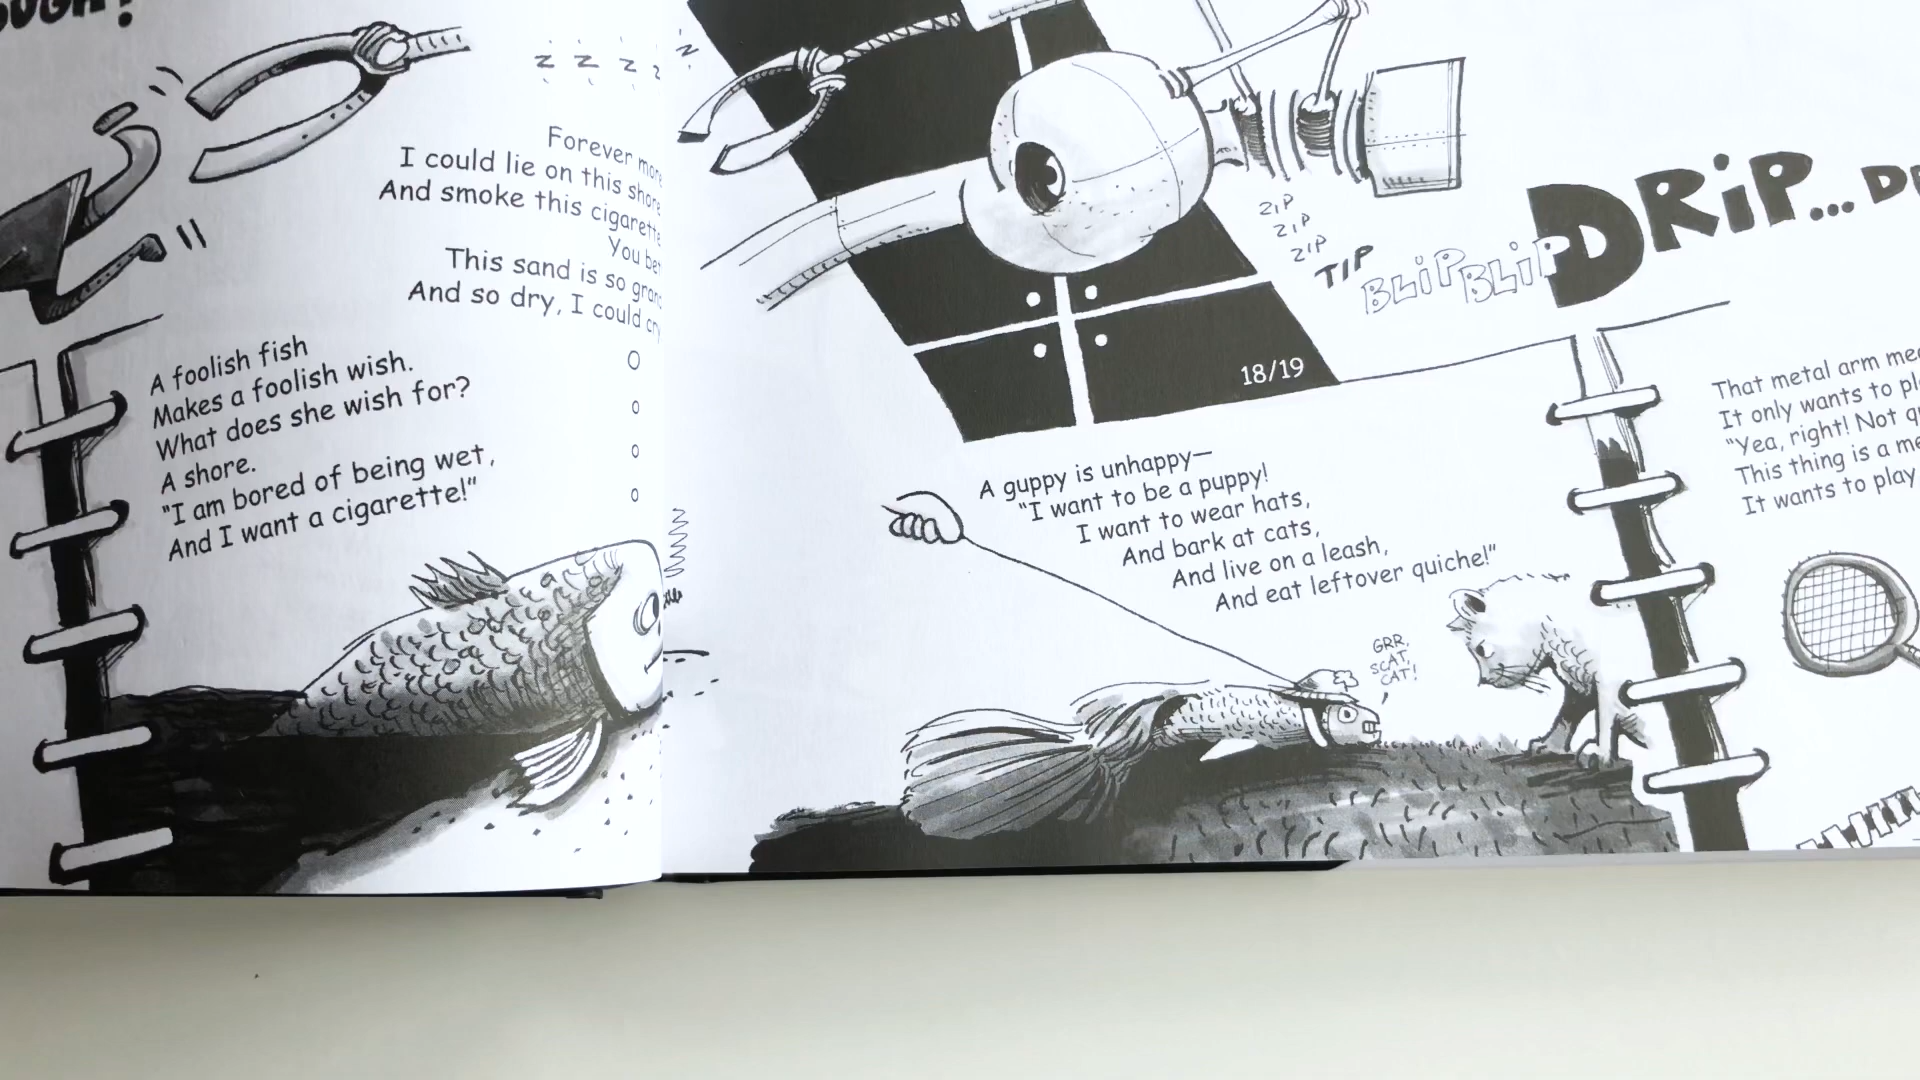 z z z z z
Forever more
I could lie on this shore
And smoke this cigarette
You bet
This sand is so grand
And so dry, I could cry
A foolish fish
Makes a foolish wish.
What does she wish for?
A shore.
"I am bored of being wet,
And I want a cigarette!"
ZIP
ZIP
ZIP
TIP
BLIP BLIP
DRIP...
18/19
A guppy is unhappy—
"I want to be a puppy!
I want to wear hats,
And bark at cats,
And live on a leash,
And eat leftover quiche!"
GRR,
SCAT,
CAT!
That metal arm
It only wants to
"Yea, right! Not
This thing is a
It wants to play